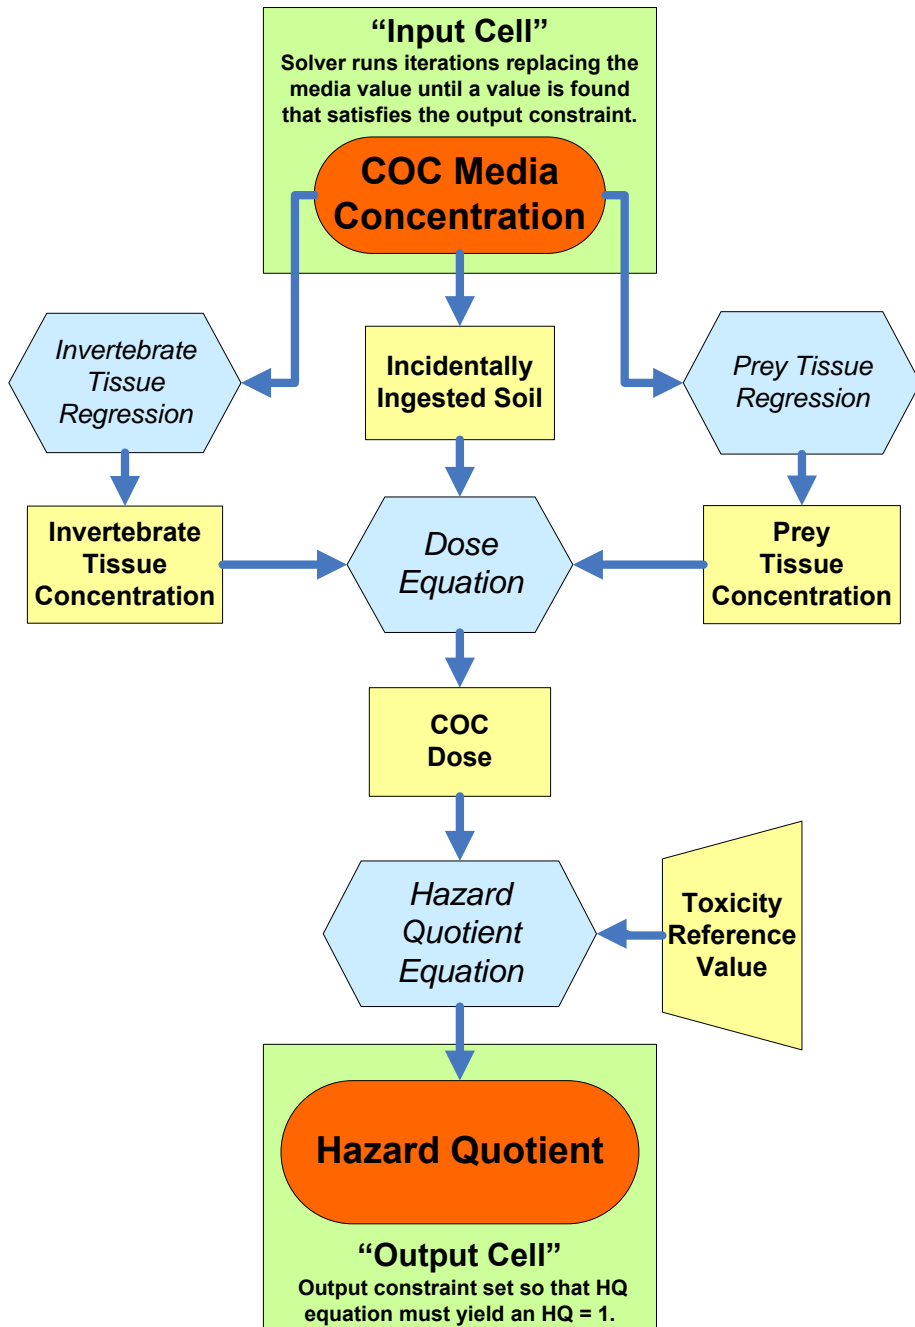 “Input Cell”
Solver runs iterations replacing the
media value until a value is found
that satisfies the output constraint.
COC Media
Concentration
Invertebrate
Tissue
Regression
Incidentally
Ingested Soil
Prey Tissue
Regression
Invertebrate
Tissue
Concentration
Dose
Equation
Prey
Tissue
Concentration
COC
Dose
Hazard
Quotient
Equation
Toxicity
Reference
Value
Hazard Quotient
“Output Cell”
Output constraint set so that HQ
equation must yield an HQ = 1.